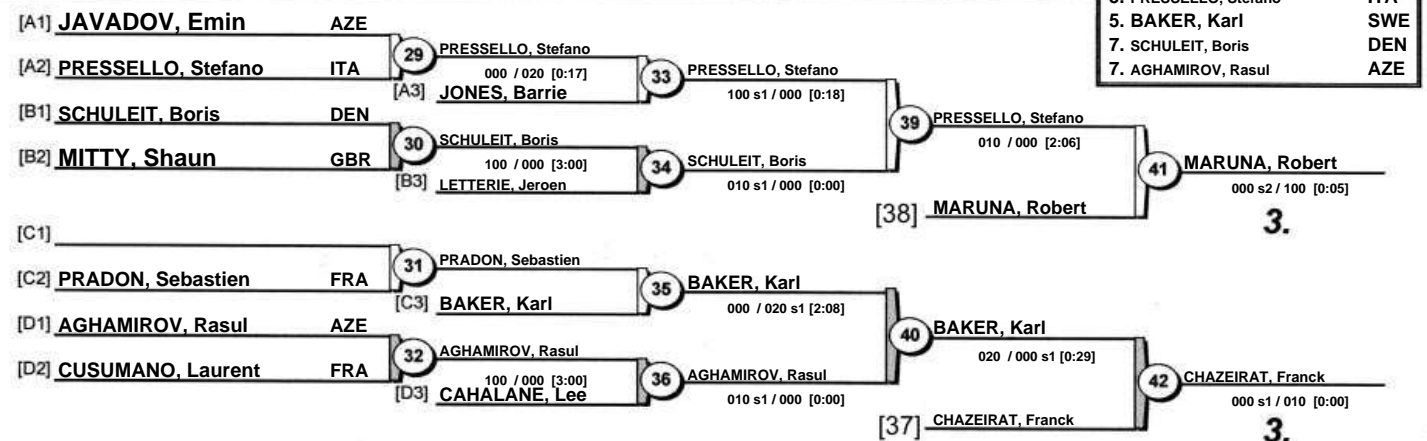 5. PRESSELLO, Stefano ITA
5. BAKER, Karl SWE
7. SCHULEIT, Boris DEN
7. AGHAMIROV, Rasul AZE
[A1] JAVADOV, Emin AZE
29 PRESSELLO, Stefano
[A2] PRESSELLO, Stefano ITA
000 / 020 [0:17]
33 PRESSELLO, Stefano
[A3] JONES, Barrie
100 s1 / 000 [0:18]
[B1] SCHULEIT, Boris DEN
39 PRESSELLO, Stefano
010 / 000 [2:06]
30 SCHULEIT, Boris
[B2] MITTY, Shaun GBR
100 / 000 [3:00]
34 SCHULEIT, Boris
[B3] LETTERIE, Jeroen
010 s1 / 000 [0:00]
41 MARUNA, Robert
000 s2 / 100 [0:05]
[38] MARUNA, Robert
3.
[C1]
31 PRADON, Sebastien
[C2] PRADON, Sebastien FRA
35 BAKER, Karl
[C3] BAKER, Karl
000 / 020 s1 [2:08]
[D1] AGHAMIROV, Rasul AZE
40 BAKER, Karl
020 / 000 s1 [0:29]
32 AGHAMIROV, Rasul
[D2] CUSUMANO, Laurent FRA
100 / 000 [3:00]
36 AGHAMIROV, Rasul
[D3] CAHALANE, Lee
010 s1 / 000 [0:00]
42 CHAZEIRAT, Franck
000 s1 / 010 [0:00]
[37] CHAZEIRAT, Franck
3.